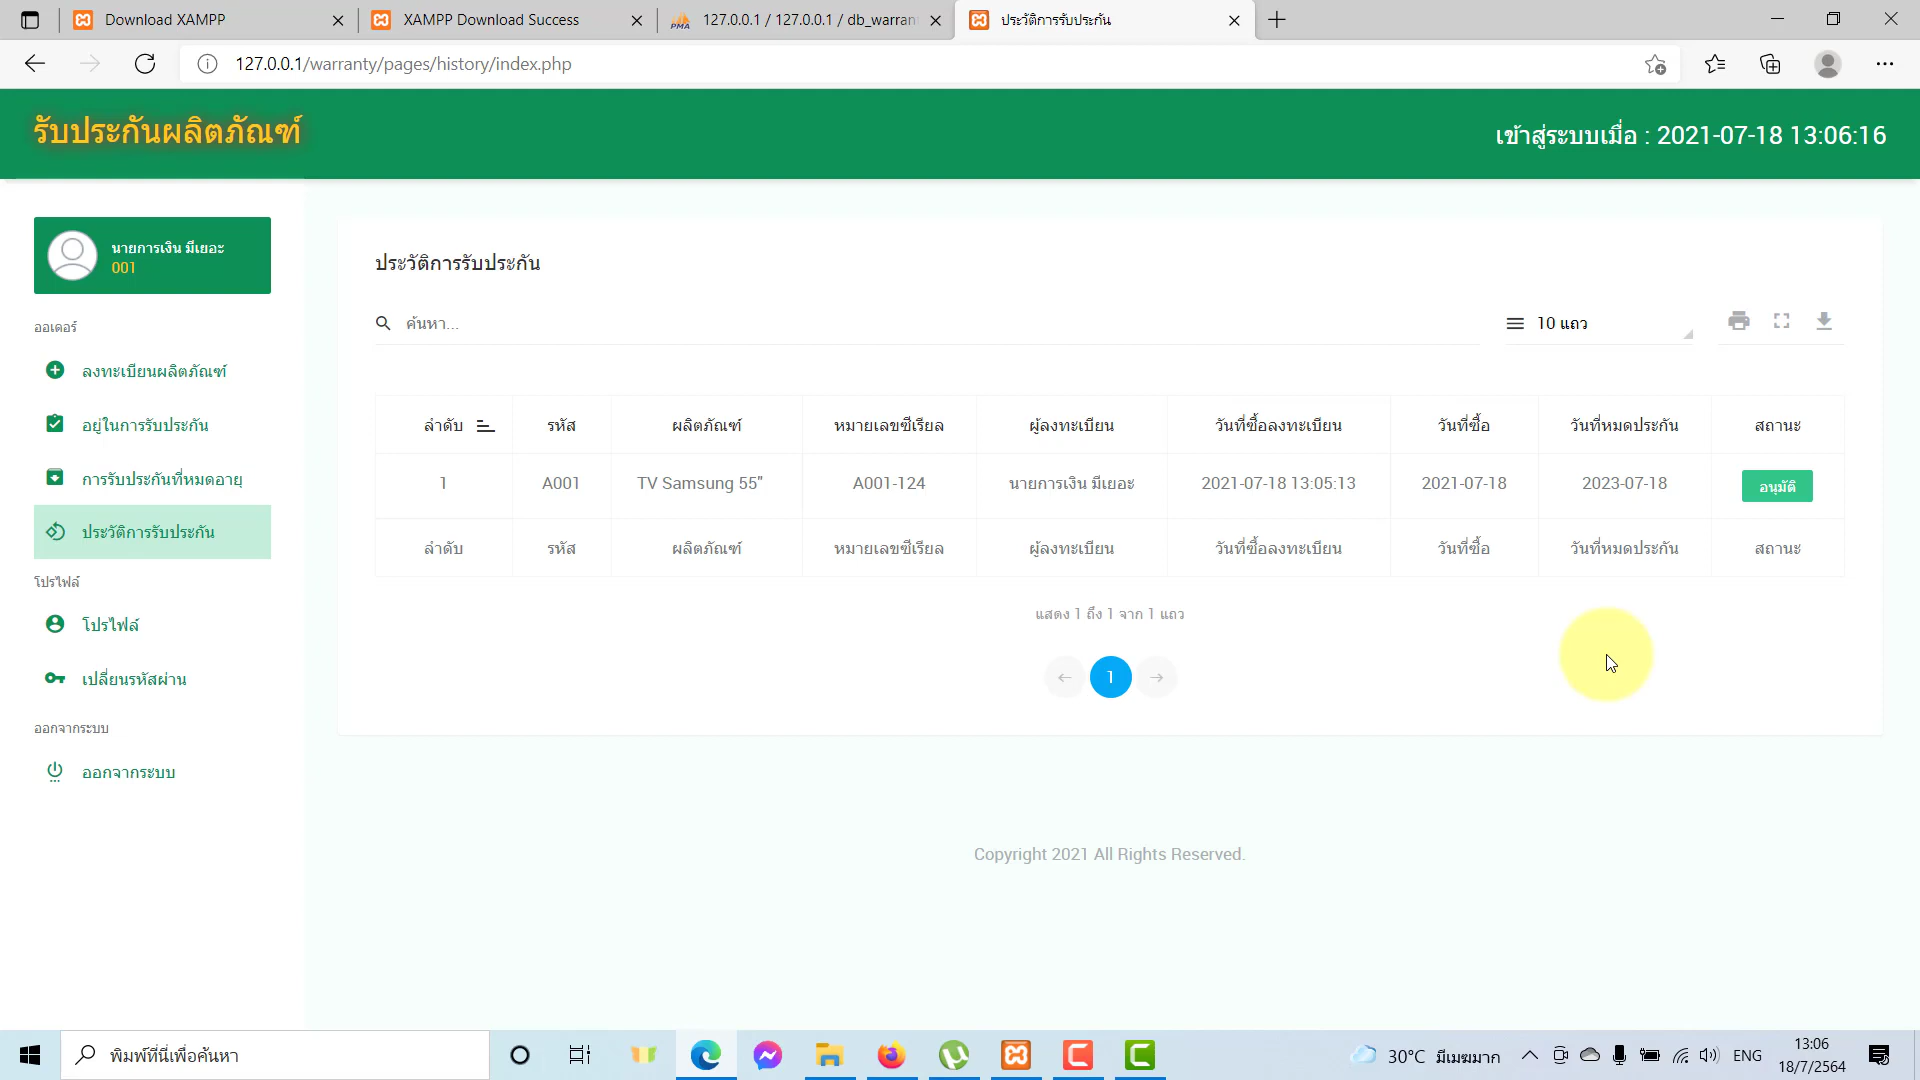 Download XAMPP
XAMPP Download Success
127.0.0.1 / 127.0.0.1 / db_warran
ประวัติการรับประกัน
127.0.0.1/warranty/pages/history/index.php
รับประกันผลิตภัณฑ์
เข้าสู่ระบบเมื่อ : 2021-07-18 13:06:16
นายการเงิน มีเยอะ
001
ออเดอร์
ลงทะเบียนผลิตภัณฑ์
อยู่ในการรับประกัน
การรับประกันที่หมดอายุ
ประวัติการรับประกัน
โปรไฟล์
โปรไฟล์
เปลี่ยนรหัสผ่าน
ออกจากระบบ
ออกจากระบบ
ประวัติการรับประกัน
ค้นหา...
10 แถว
ลำดับ รหัส ผลิตภัณฑ์ หมายเลขซีเรียล ผู้ลงทะเบียน วันที่ซื้อลงทะเบียน วันที่ซื้อ วันที่หมดประกัน สถานะ
1 A001 TV Samsung 55" A001-124 นายการเงิน มีเยอะ 2021-07-18 13:05:13 2021-07-18 2023-07-18 อนุมัติ
ลำดับ รหัส ผลิตภัณฑ์ หมายเลขซีเรียล ผู้ลงทะเบียน วันที่ซื้อลงทะเบียน วันที่ซื้อ วันที่หมดประกัน สถานะ
แสดง 1 ถึง 1 จาก 1 แถว
← 1 →
Copyright 2021 All Rights Reserved.
พิมพ์ที่นี่เพื่อค้นหา
30°C มีเมฆมาก
ENG
13:06
18/7/2564